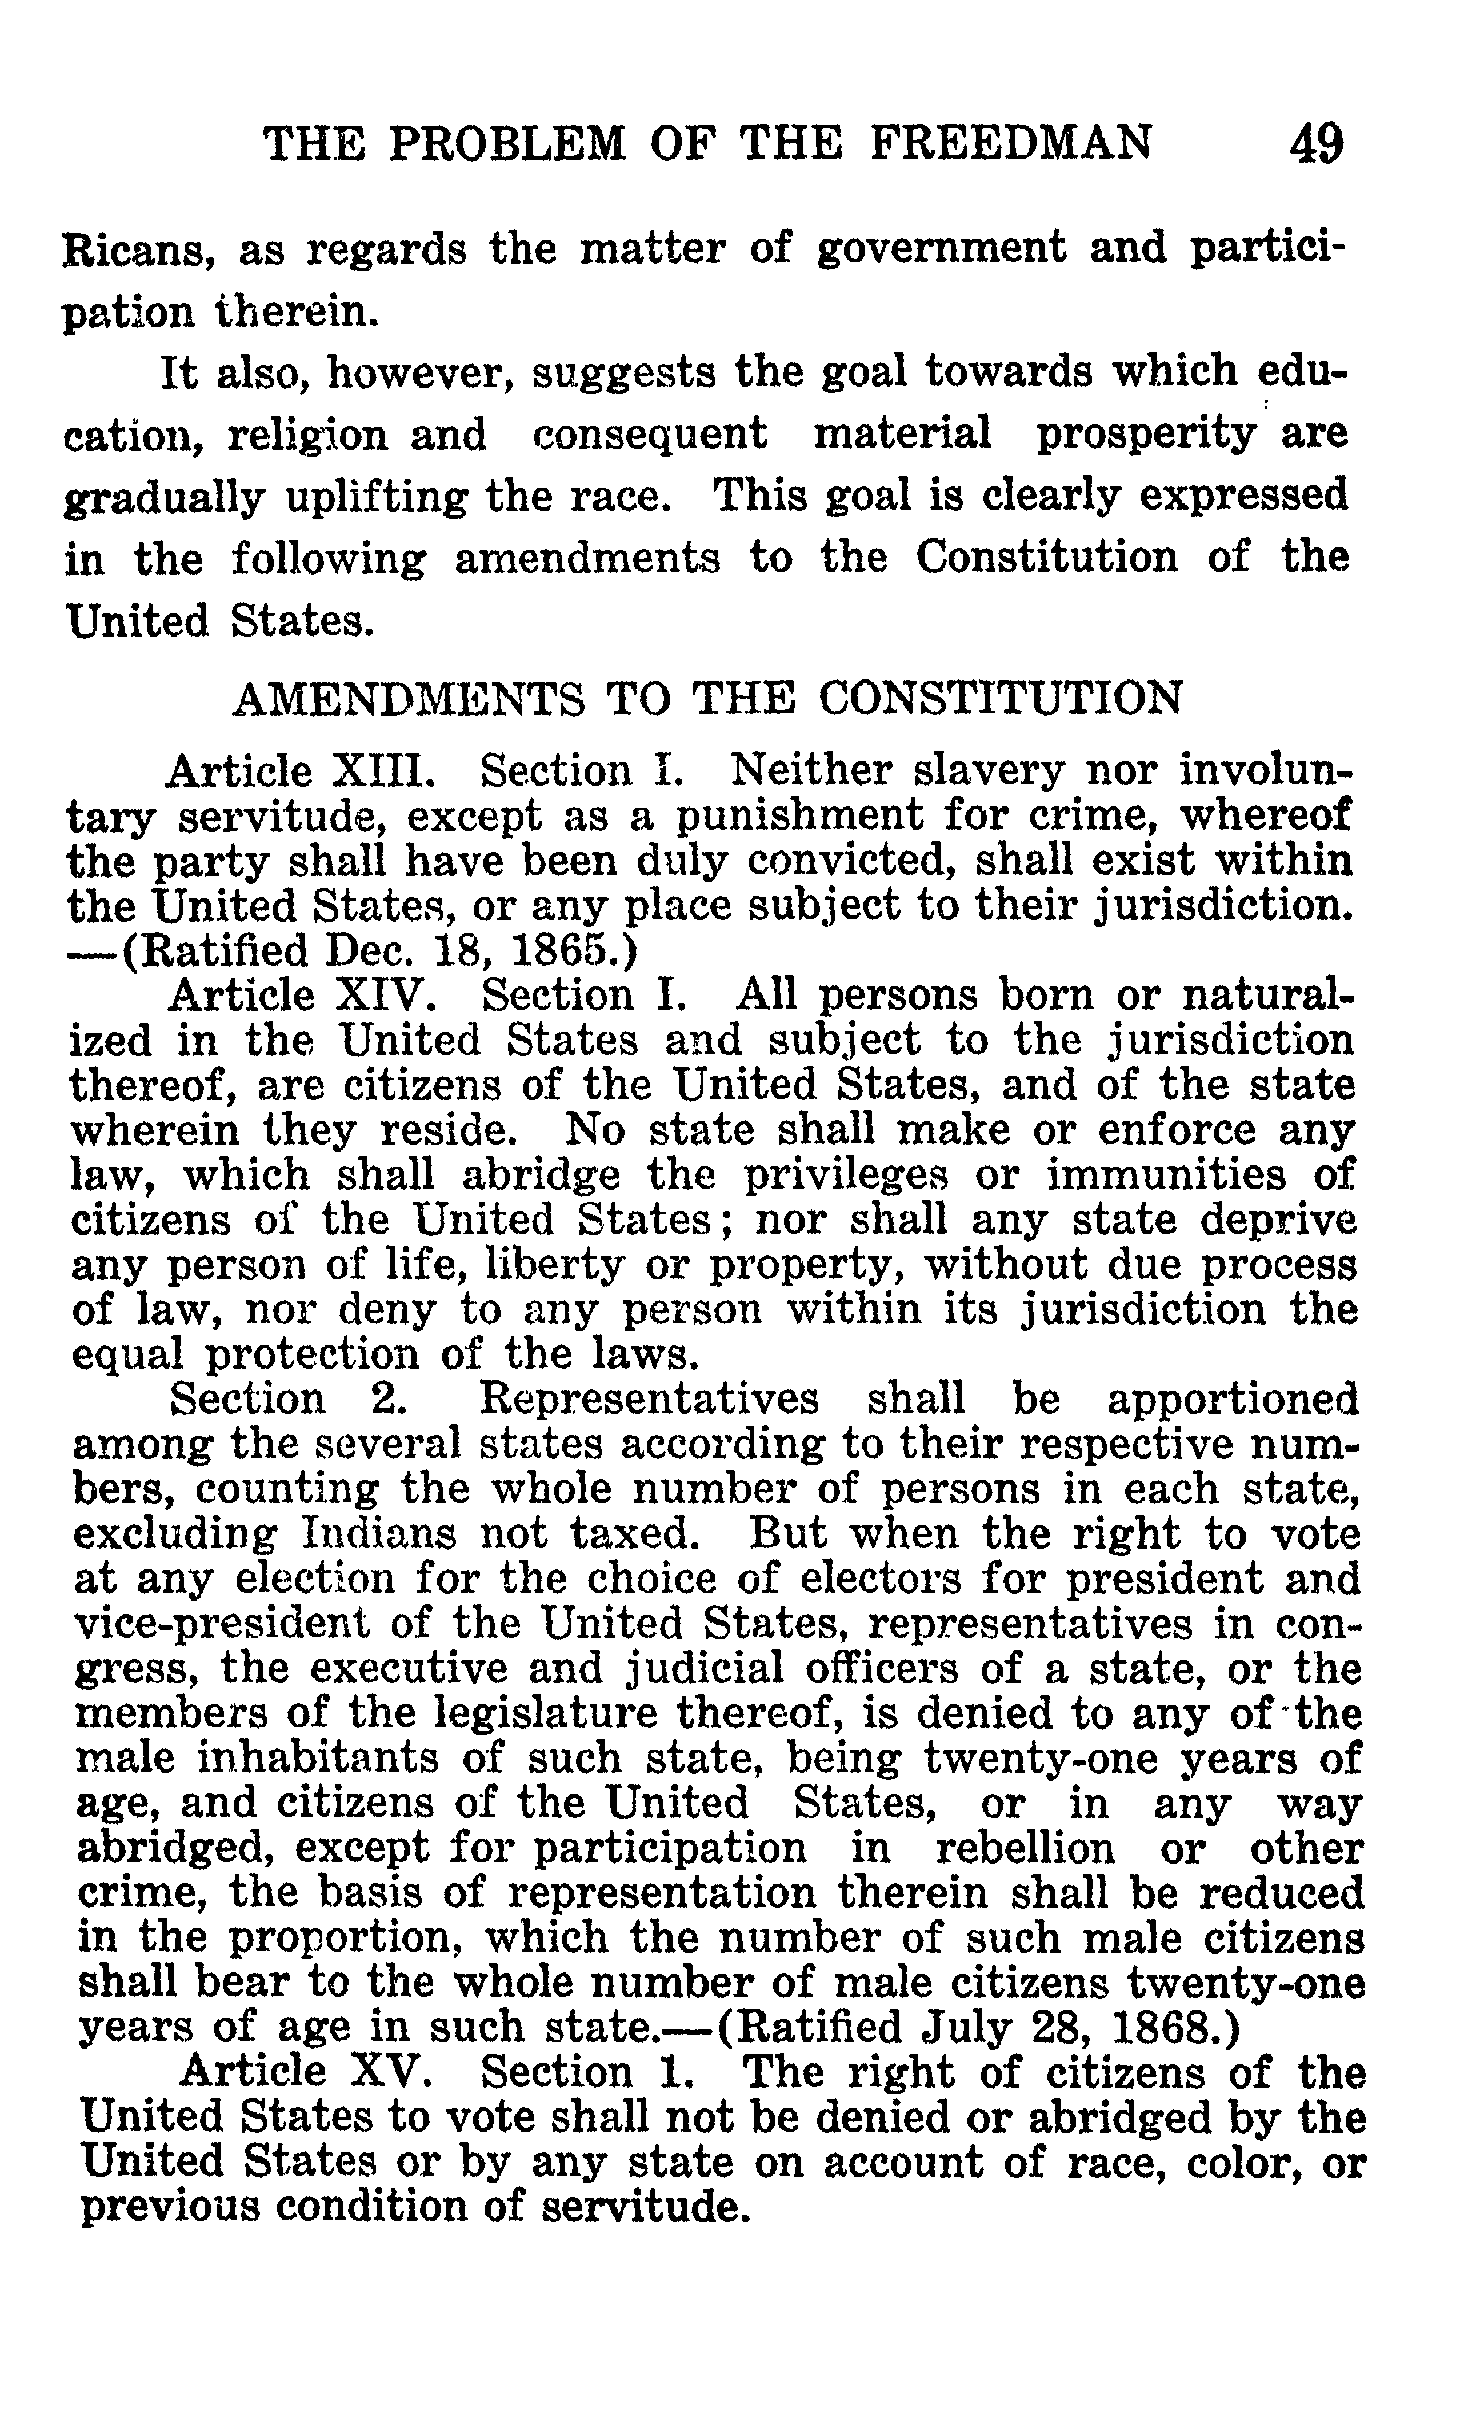 THE PROBLEM OF THE FREEDMAN 49
Ricans, as regards the matter of government and partici-
pation therein.
It also, however, suggests the goal towards which edu-
cation, religion and consequent material prosperity are
gradually uplifting the race. This goal is clearly expressed
in the following amendments to the Constitution of the
United States.
AMENDMENTS TO THE CONSTITUTION
Article XIII. Section I. Neither slavery nor involun-
tary servitude, except as a punishment for crime, whereof
the party shall have been duly convicted, shall exist within
the United States, or any place subject to their jurisdiction.
—(Ratified Dec. 18, 1865.)
Article XIV. Section I. All persons born or natural-
ized in the United States and subject to the jurisdiction
thereof, are citizens of the United States, and of the state
wherein they reside. No state shall make or enforce any
law, which shall abridge the privileges or immunities of
citizens of the United States; nor shall any state deprive
any person of life, liberty or property, without due process
of law, nor deny to any person within its jurisdiction the
equal protection of the laws.
Section 2. Representatives shall be apportioned
among the several states according to their respective num-
bers, counting the whole number of persons in each state,
excluding Indians not taxed. But when the right to vote
at any election for the choice of electors for president and
vice-president of the United States, representatives in con-
gress, the executive and judicial officers of a state, or the
members of the legislature thereof, is denied to any of the
male inhabitants of such state, being twenty-one years of
age, and citizens of the United States, or in any way
abridged, except for participation in rebellion or other
crime, the basis of representation therein shall be reduced
in the proportion, which the number of such male citizens
shall bear to the whole number of male citizens twenty-one
years of age in such state.—(Ratified July 28, 1868.)
Article XV. Section 1. The right of citizens of the
United States to vote shall not be denied or abridged by the
United States or by any state on account of race, color, or
previous condition of servitude.